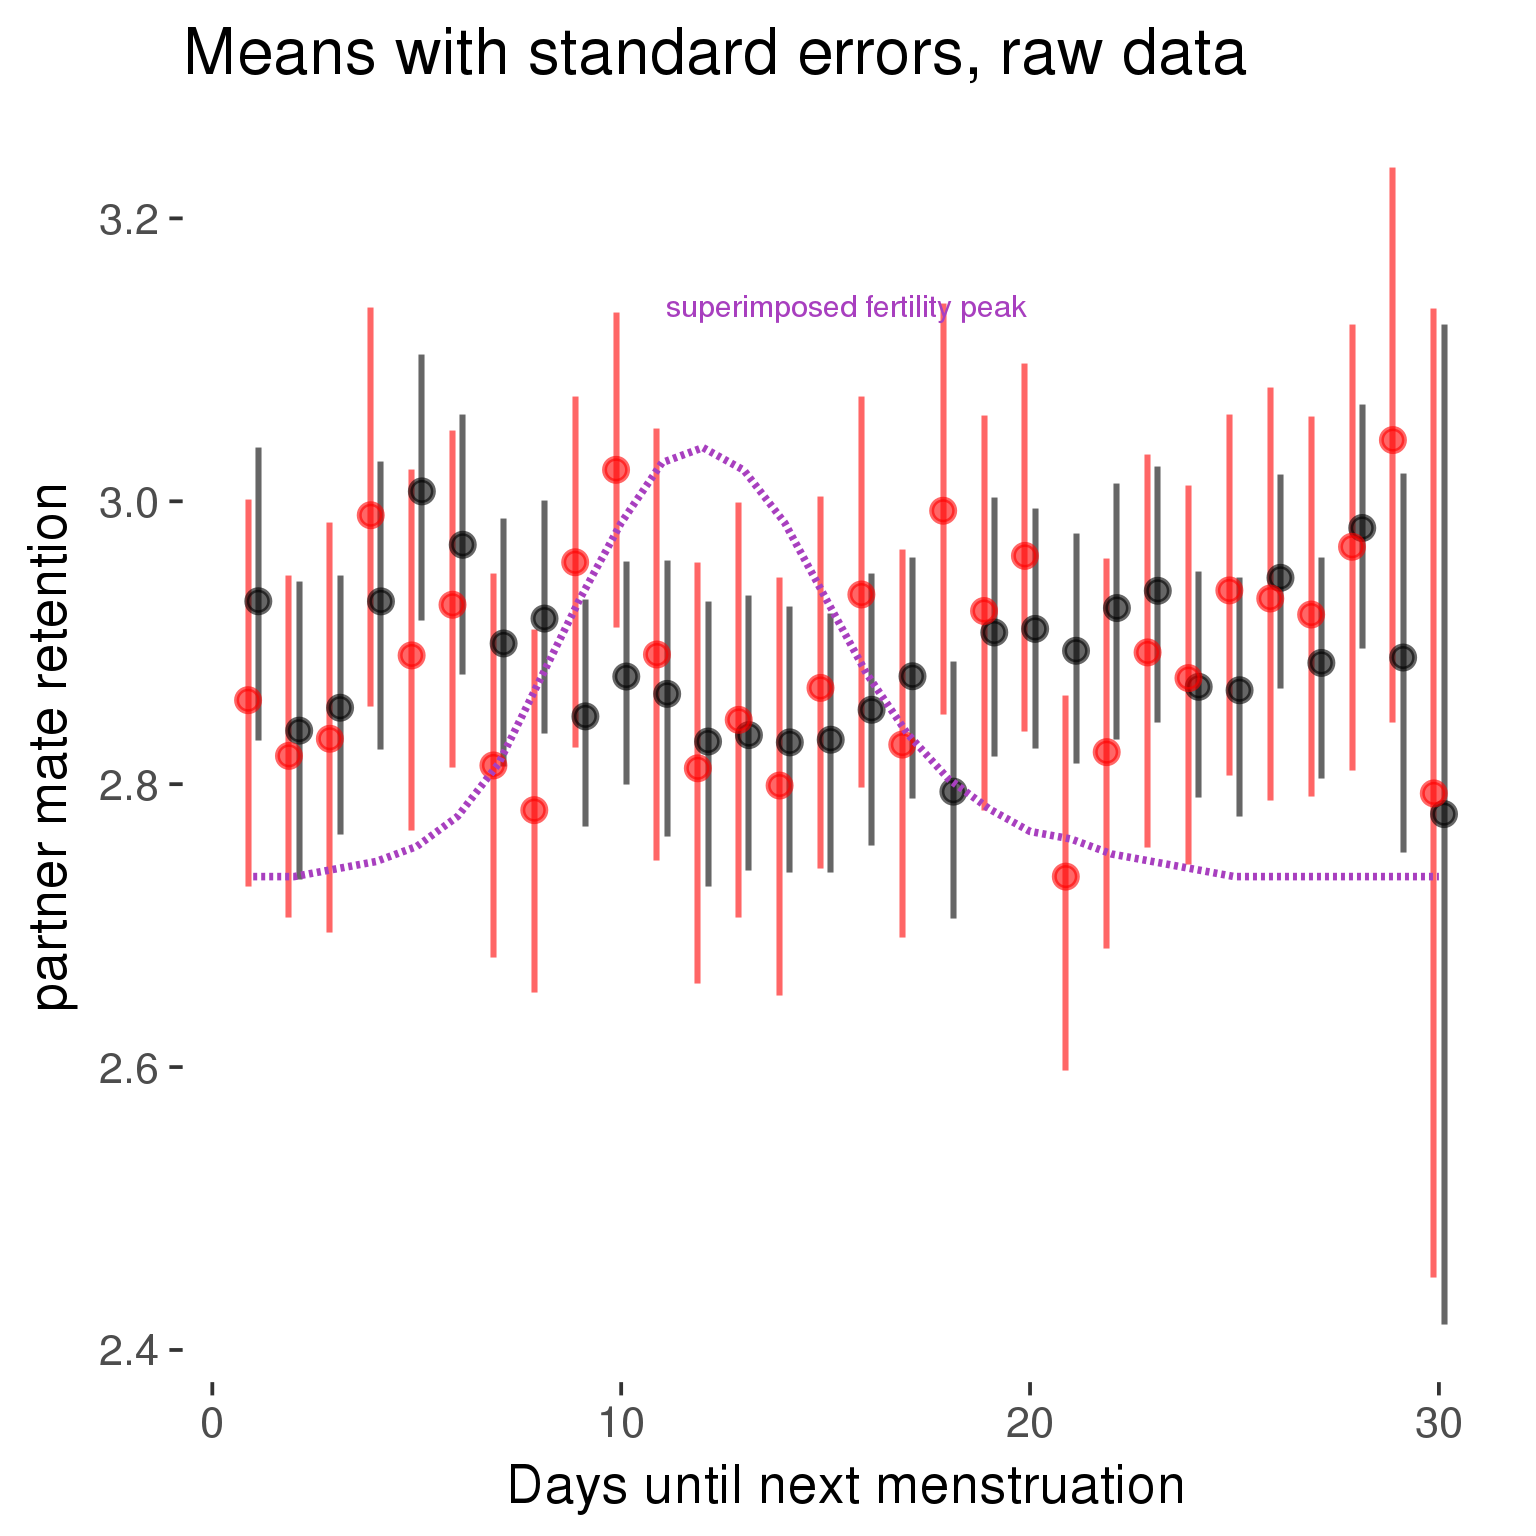 Means with standard errors, raw data
superimposed fertility peak
partner mate retention
3.2
3.0
2.8
2.6
2.4
0 10 20 30
Days until next menstruation